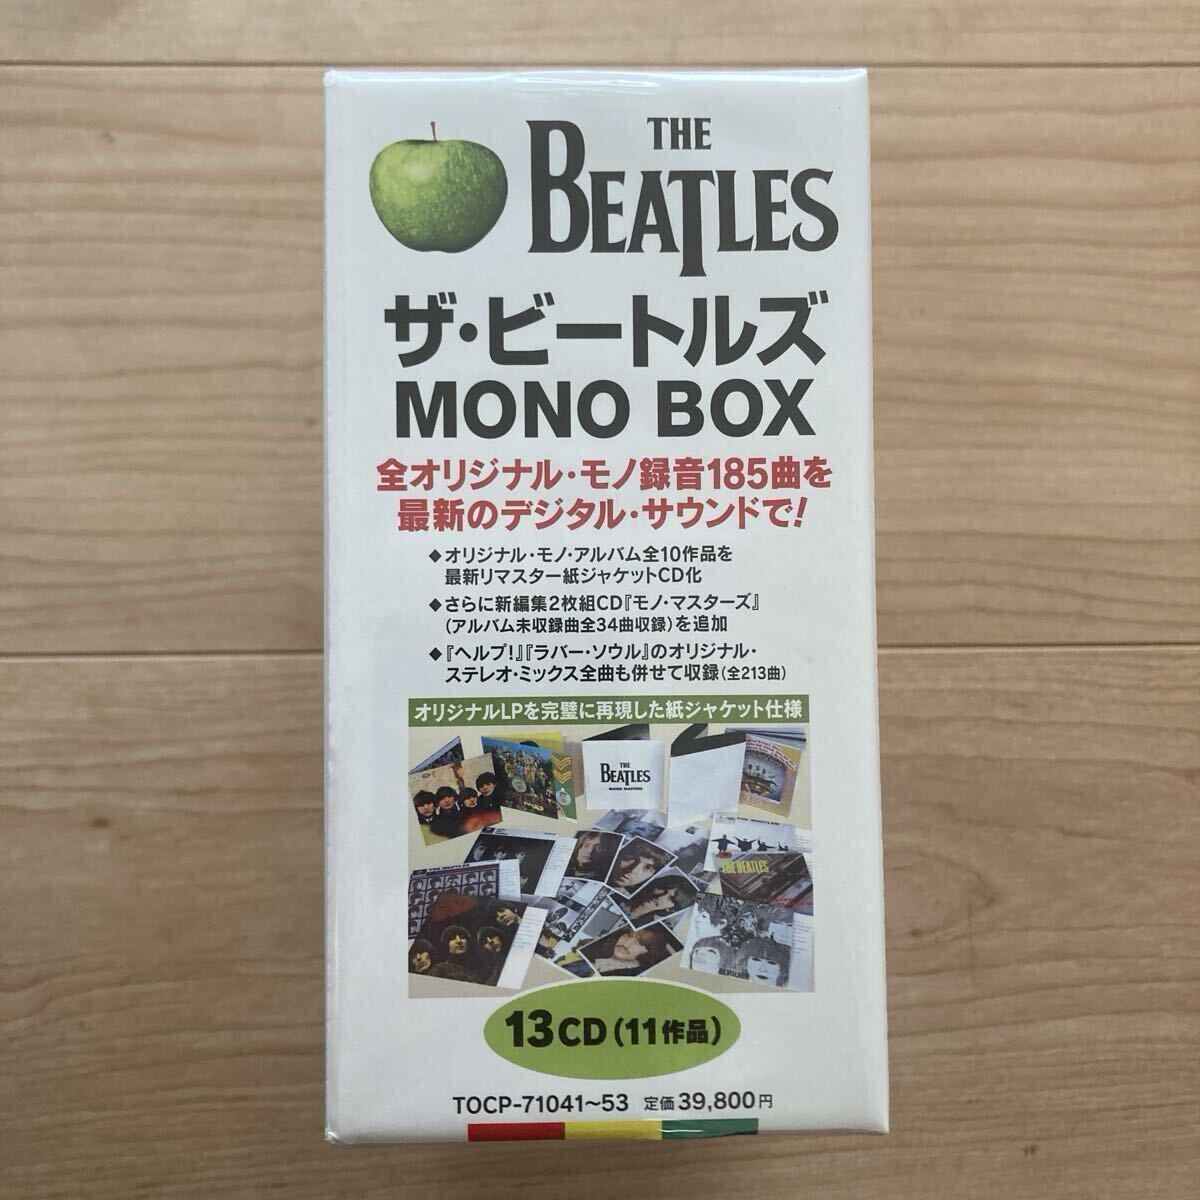 THE
BEATLES
ザ・ビートルズ
MONO BOX
全オリジナル・モノ録音185曲を
最新のデジタル・サウンドで!
◆オリジナル・モノ・アルバム全10作品を
最新リマスター紙ジャケットCD化
◆さらに新編集2枚組CD『モノ・マスターズ』
(アルバム未収録曲全34曲収録)を追加
◆『ヘルプ!』『ラバー・ソウル』のオリジナル・
ステレオ・ミックス全曲も併せて収録(全213曲)
オリジナルLPを完璧に再現した紙ジャケット仕様
THE
BEATLES
MONO MASTERS
THE BEATLES
REVOLVER
13CD(11作品)
TOCP-71041~53 定価39,800円